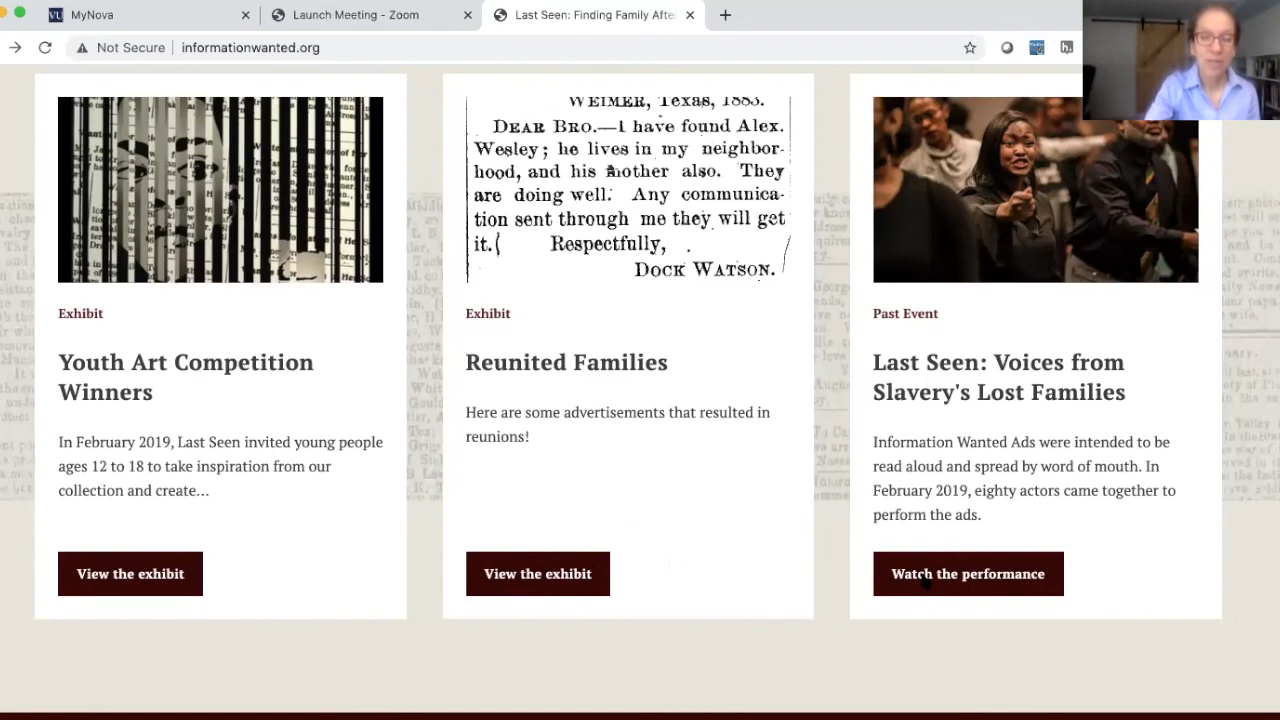 MyNova
Launch Meeting - Zoom
Last Seen: Finding Family Afte
Not Secure
informationwanted.org
WEIMER, Texas, 1883.
DEAR BRO.—I have found Alex.
Wesley; he lives in my neighbor-
hood, and his mother also. They
are doing well. Any communica-
tion sent through me they will get
it. Respectfully,
DOCK WATSON.
Exhibit
Youth Art Competition
Winners
In February 2019, Last Seen invited young people
ages 12 to 18 to take inspiration from our
collection and create...
View the exhibit
Exhibit
Reunited Families
Here are some advertisements that resulted in
reunions!
View the exhibit
Past Event
Last Seen: Voices from
Slavery's Lost Families
Information Wanted Ads were intended to be
read aloud and spread by word of mouth. In
February 2019, eighty actors came together to
perform the ads.
Watch the performance